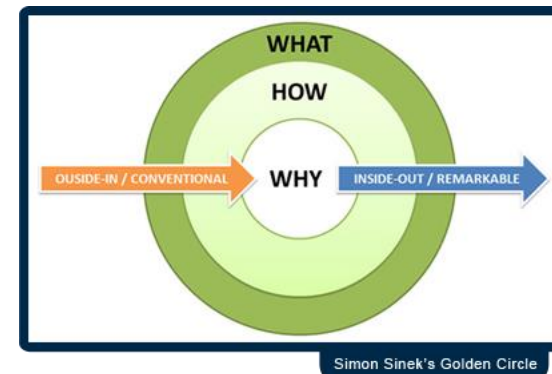 WHAT
HOW
OUSIDE-IN / CONVENTIONAL
WHY
INSIDE-OUT / REMARKABLE
Simon Sinek's Golden Circle